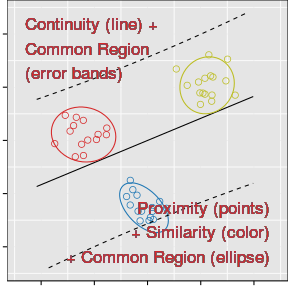 Continuity (line) +
Common Region
(error bands)
Proximity (points)
+ Similarity (color)
+ Common Region (ellipse)